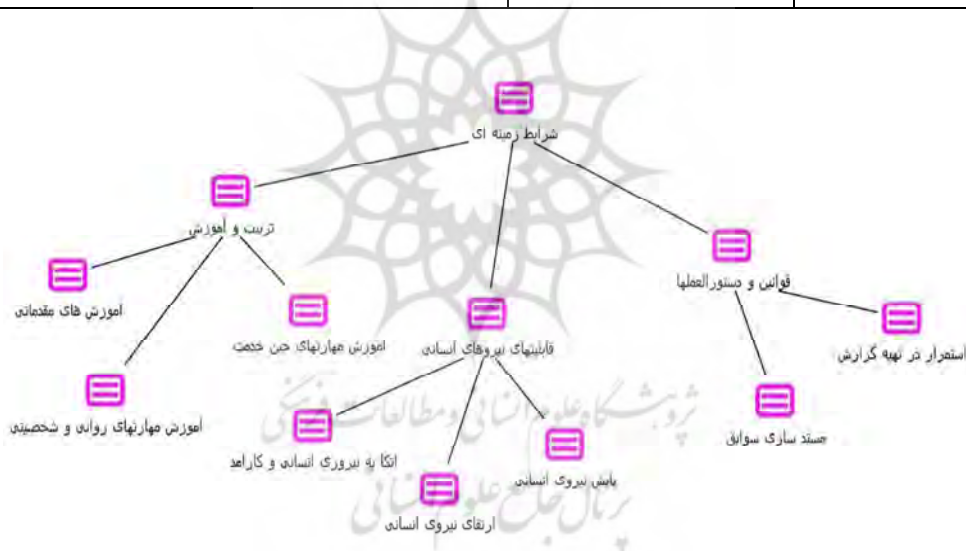 شرایط زمینه ای
تربیت و آموزش
قوانین و دستورالعملها
آموزش های مقدماتی
آموزش مهارتهای حین خدمت
قابلیتهای نیروهای انسانی
استمرار در تهیه گزارش
آموزش مهارتهای روانی و شخصیتی
اتکا به نیروزی انسانی و کارامد
پایش نیروی انسانی
مستند سازی سوابق
ارتقای نیروی انسانی
پژوهشگاه علوم انسانی و مطالعات فرهنگی
پرتال جامع علوم انسانی